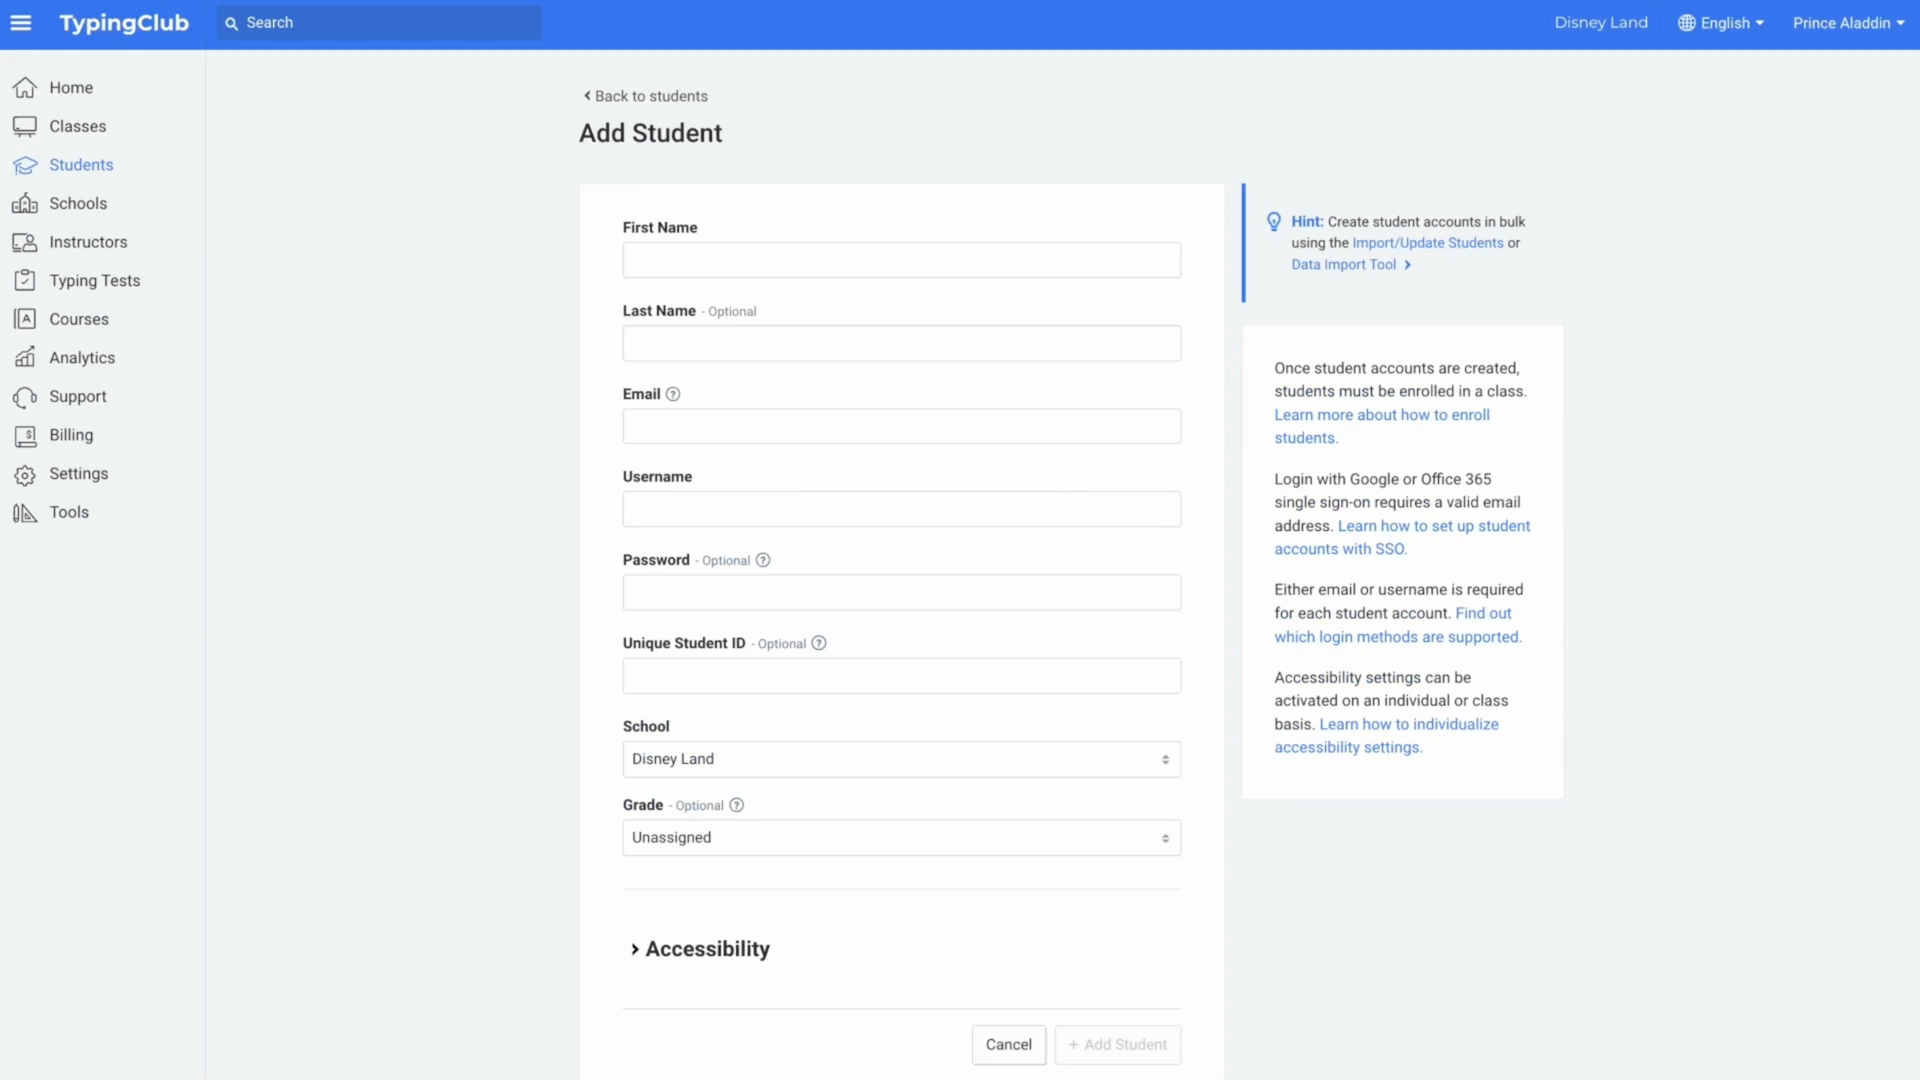 TypingClub
Search
Disney Land
English
Prince Aladdin
Home
Classes
Students
Schools
Instructors
Typing Tests
Courses
Analytics
Support
Billing
Settings
Tools
Back to students
Add Student
First Name
Last Name - Optional
Email
Username
Password - Optional
Unique Student ID - Optional
School
Disney Land
Grade - Optional
Unassigned
Accessibility
Cancel
+ Add Student
Hint: Create student accounts in bulk
using the Import/Update Students or
Data Import Tool
Once student accounts are created,
students must be enrolled in a class.
Learn more about how to enroll
students.
Login with Google or Office 365
single sign-on requires a valid email
address. Learn how to set up student
accounts with SSO.
Either email or username is required
for each student account. Find out
which login methods are supported.
Accessibility settings can be
activated on an individual or class
basis. Learn how to individualize
accessibility settings.